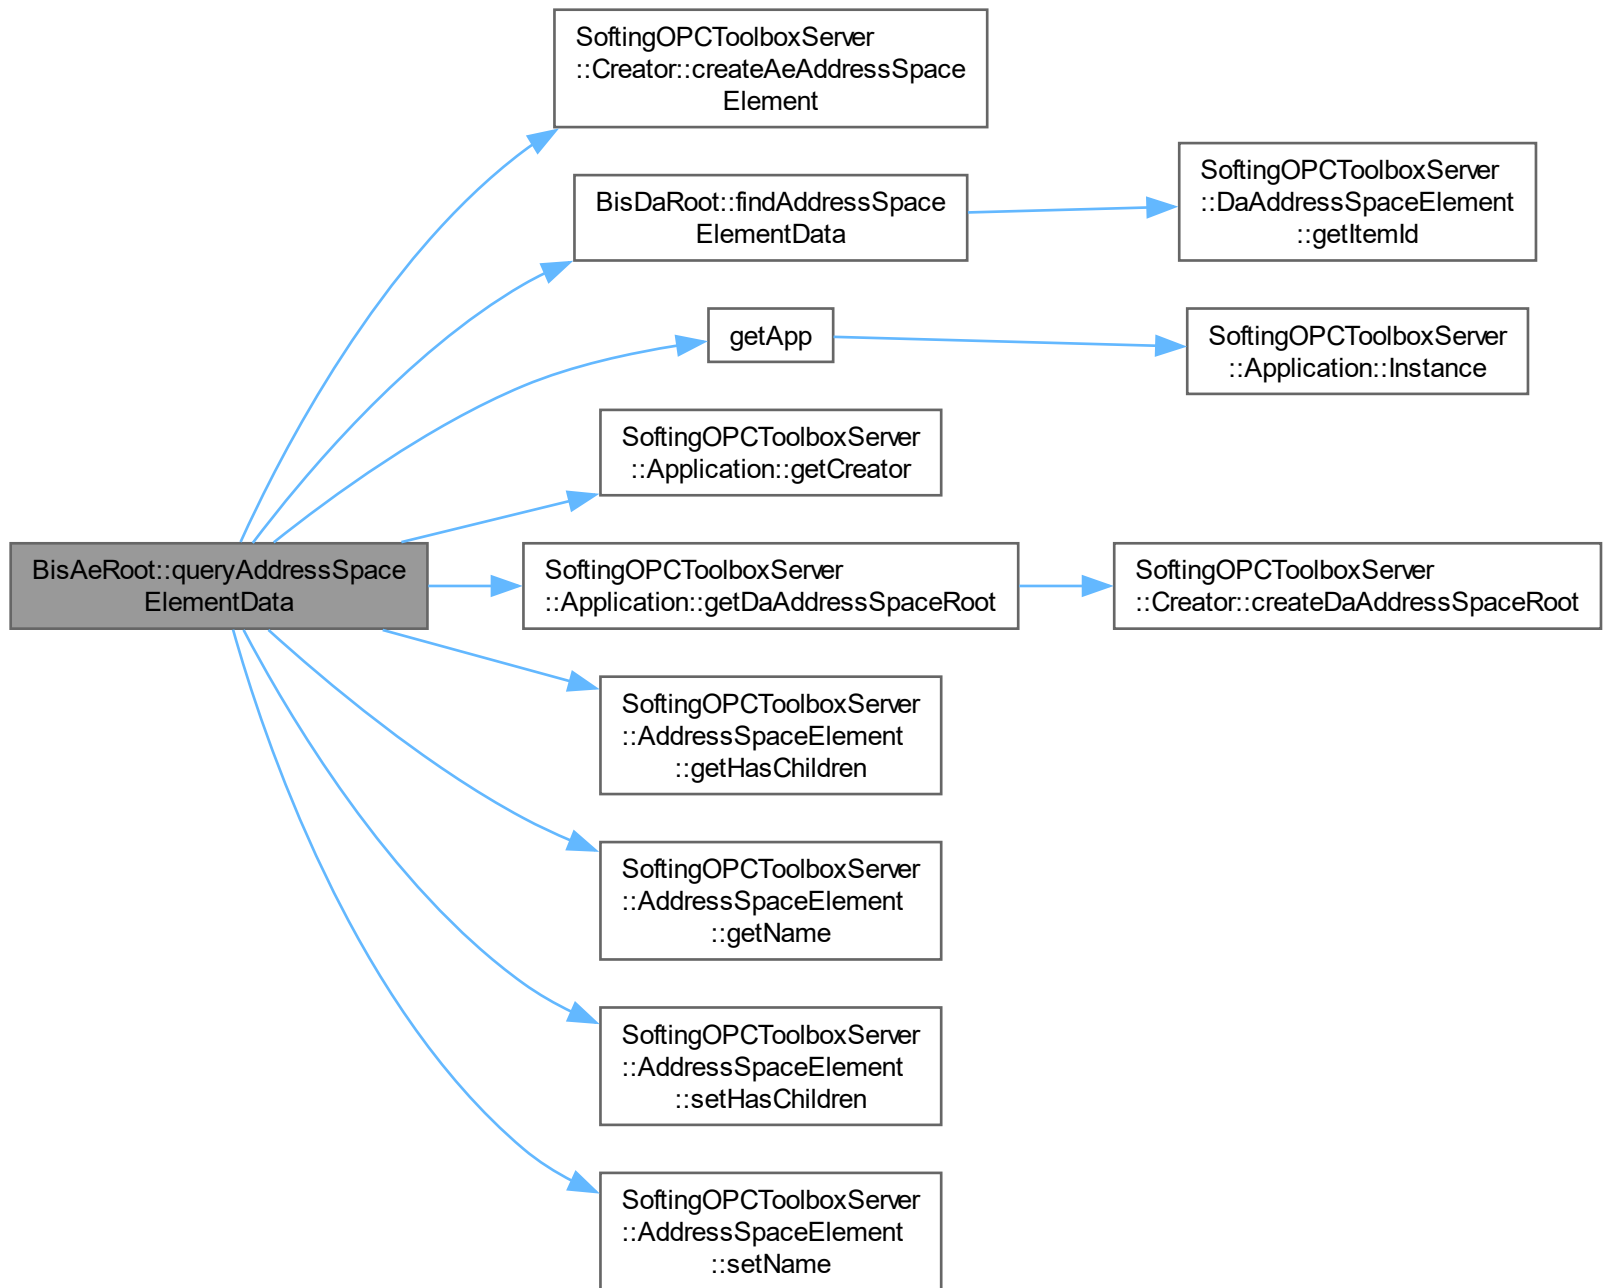 SoftingOPCToolboxServer
::Creator::createAeAddressSpace
Element
SoftingOPCToolboxServer
::DaAddressSpaceElement
::getItemId
BisDaRoot::findAddressSpace
ElementData
getApp
SoftingOPCToolboxServer
::Application::Instance
SoftingOPCToolboxServer
::Application::getCreator
BisAeRoot::queryAddressSpace
ElementData
SoftingOPCToolboxServer
::Application::getDaAddressSpaceRoot
SoftingOPCToolboxServer
::Creator::createDaAddressSpaceRoot
SoftingOPCToolboxServer
::AddressSpaceElement
::getHasChildren
SoftingOPCToolboxServer
::AddressSpaceElement
::getName
SoftingOPCToolboxServer
::AddressSpaceElement
::setHasChildren
SoftingOPCToolboxServer
::AddressSpaceElement
::setName